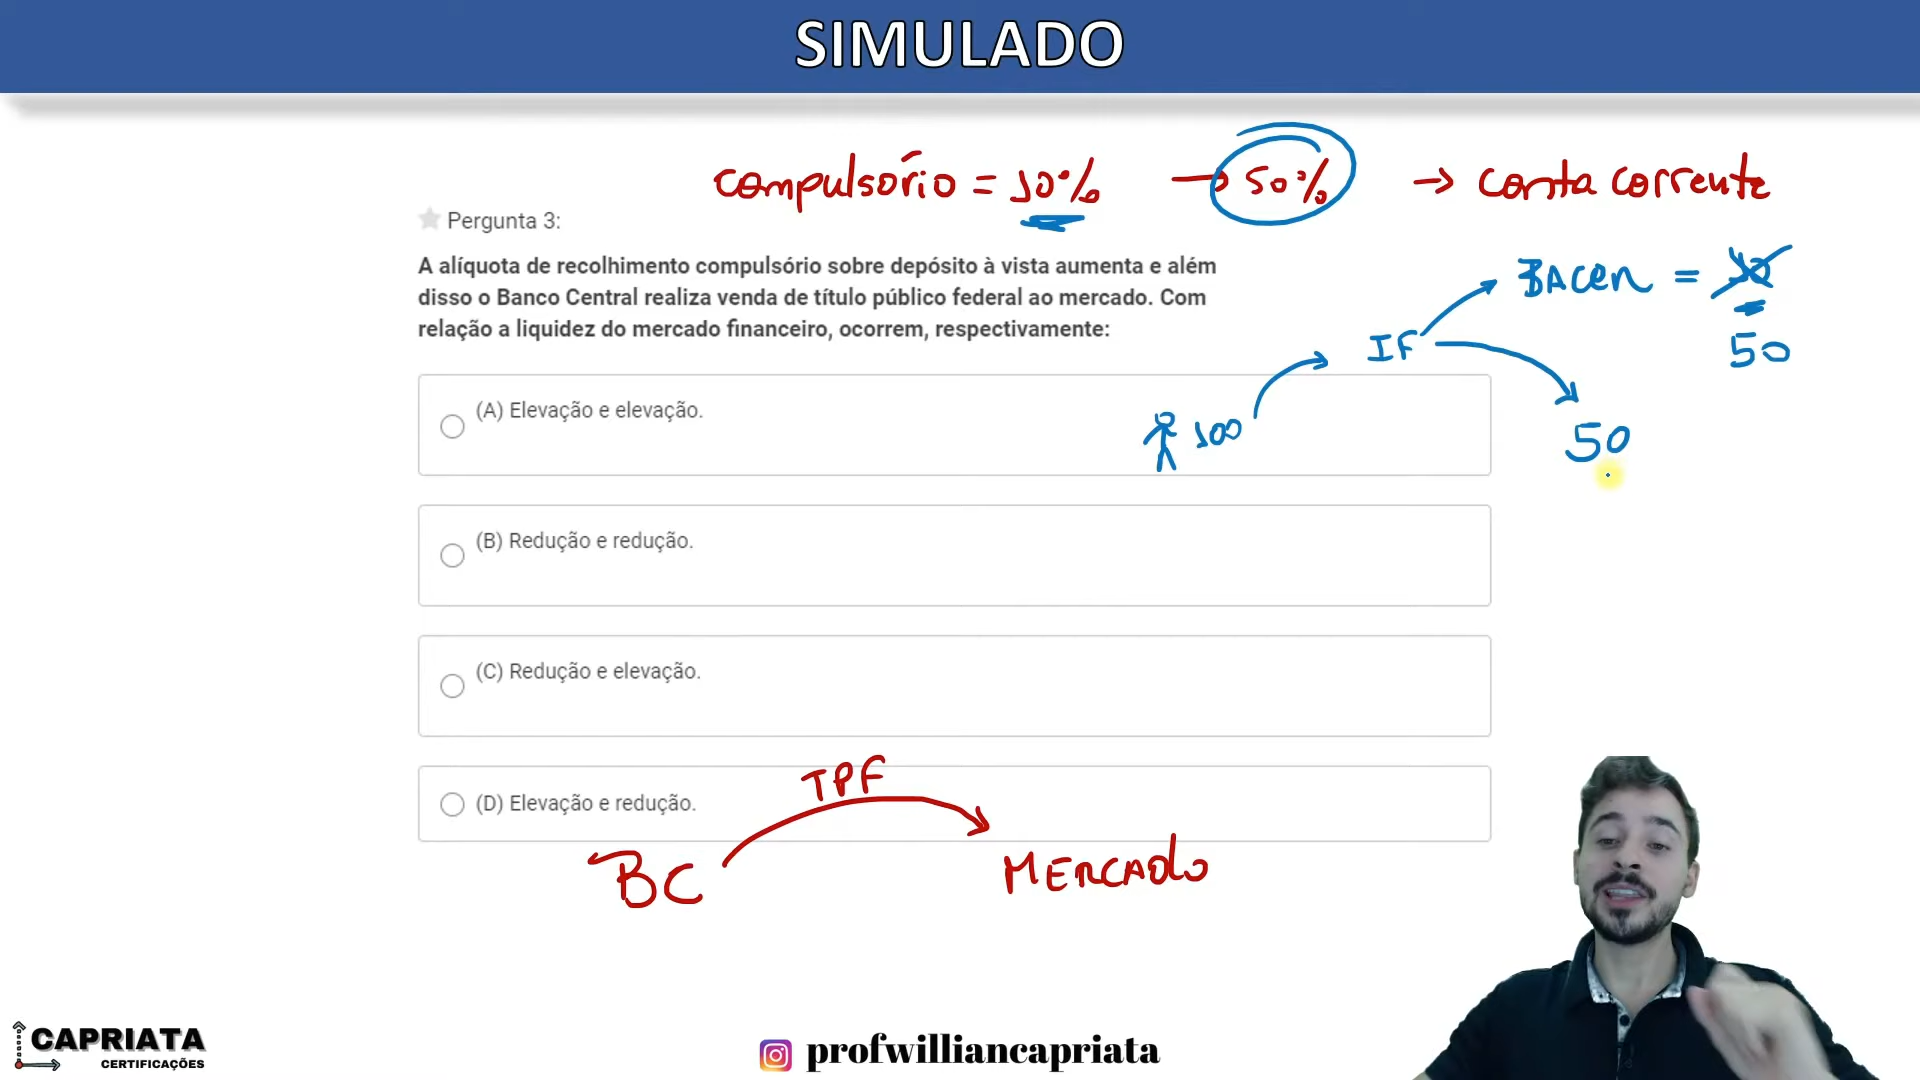 SIMULADO
compulsório = 10% → 50% → conta corrente
Pergunta 3:
A alíquota de recolhimento compulsório sobre depósito à vista aumenta e além
disso o Banco Central realiza venda de título público federal ao mercado. Com
relação a liquidez do mercado financeiro, ocorrem, respectivamente:
BACEN = 10
50
IF
100
50
(A) Elevação e elevação.
(B) Redução e redução.
(C) Redução e elevação.
(D) Elevação e redução.
TPF
BC
MERCADO
CAPRIATA
CERTIFICAÇÕES
profwilliancapriata